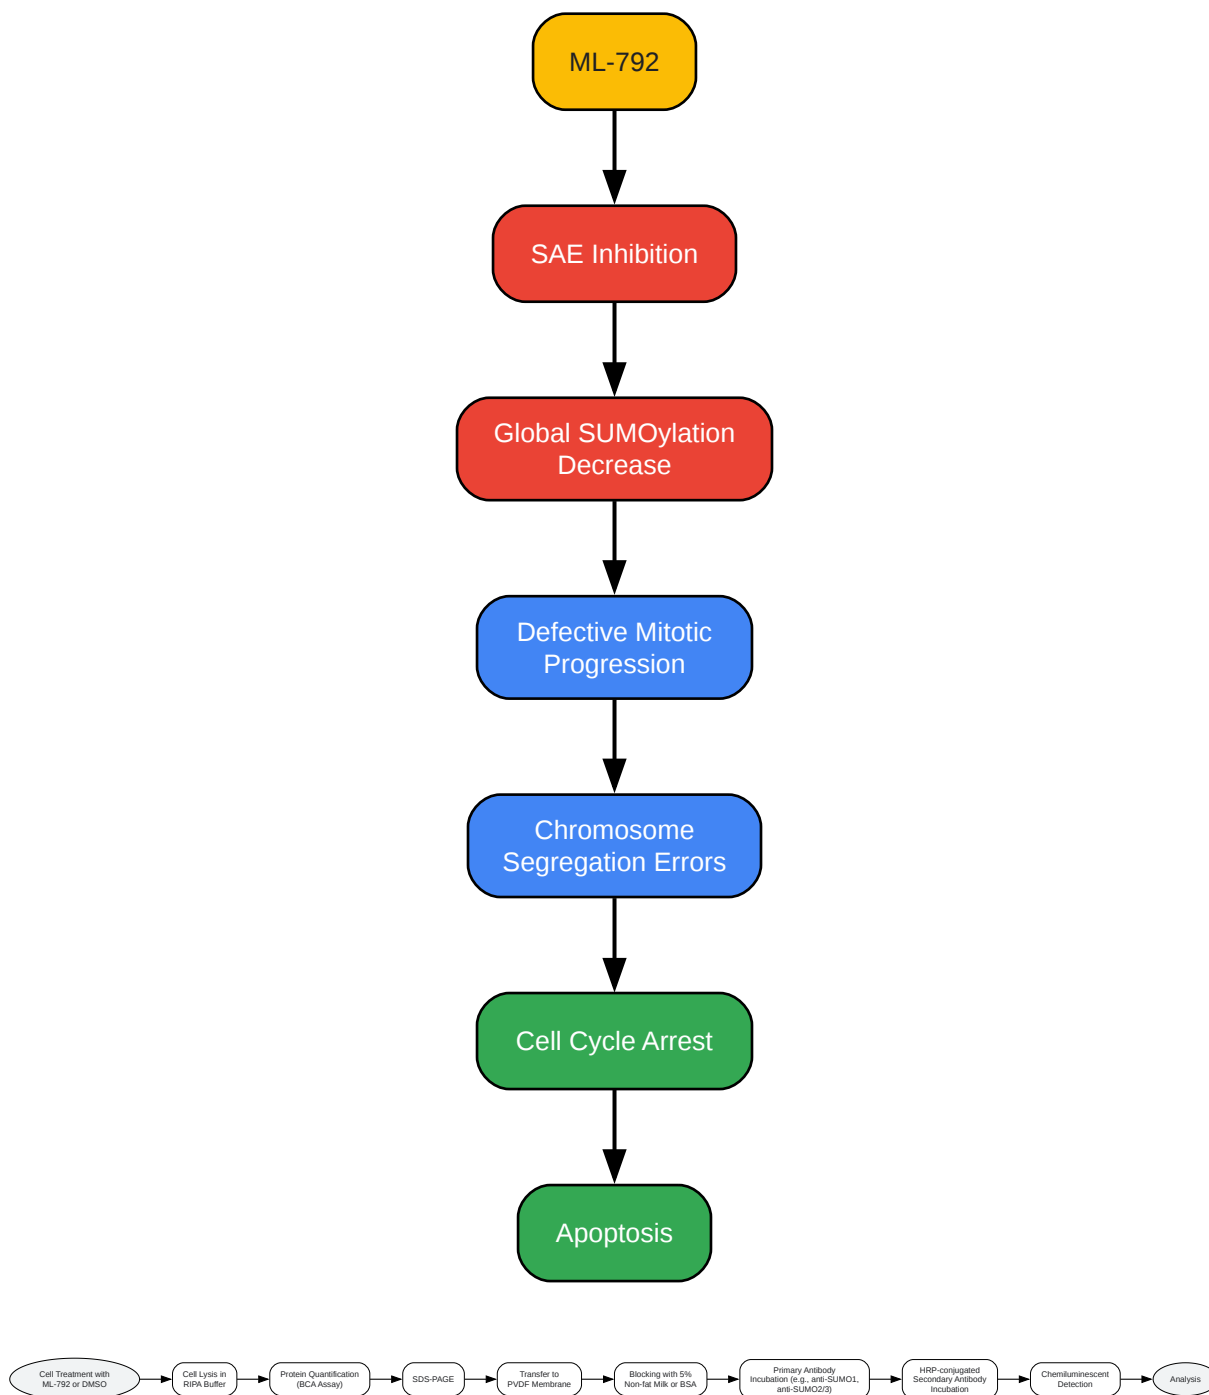 ML-792
SAE Inhibition
Global SUMOylation
Decrease
Defective Mitotic
Progression
Chromosome
Segregation Errors
Cell Cycle Arrest
Apoptosis
Cell Treatment with
ML-792 or DMSO
Cell Lysis in
RIPA Buffer
Protein Quantification
(BCA Assay)
SDS-PAGE
Transfer to
PVDF Membrane
Blocking with 5%
Non-fat Milk or BSA
Primary Antibody
Incubation (e.g., anti-SUMO1,
anti-SUMO2/3)
HRP-conjugated
Secondary Antibody
Incubation
Chemiluminescent
Detection
Analysis